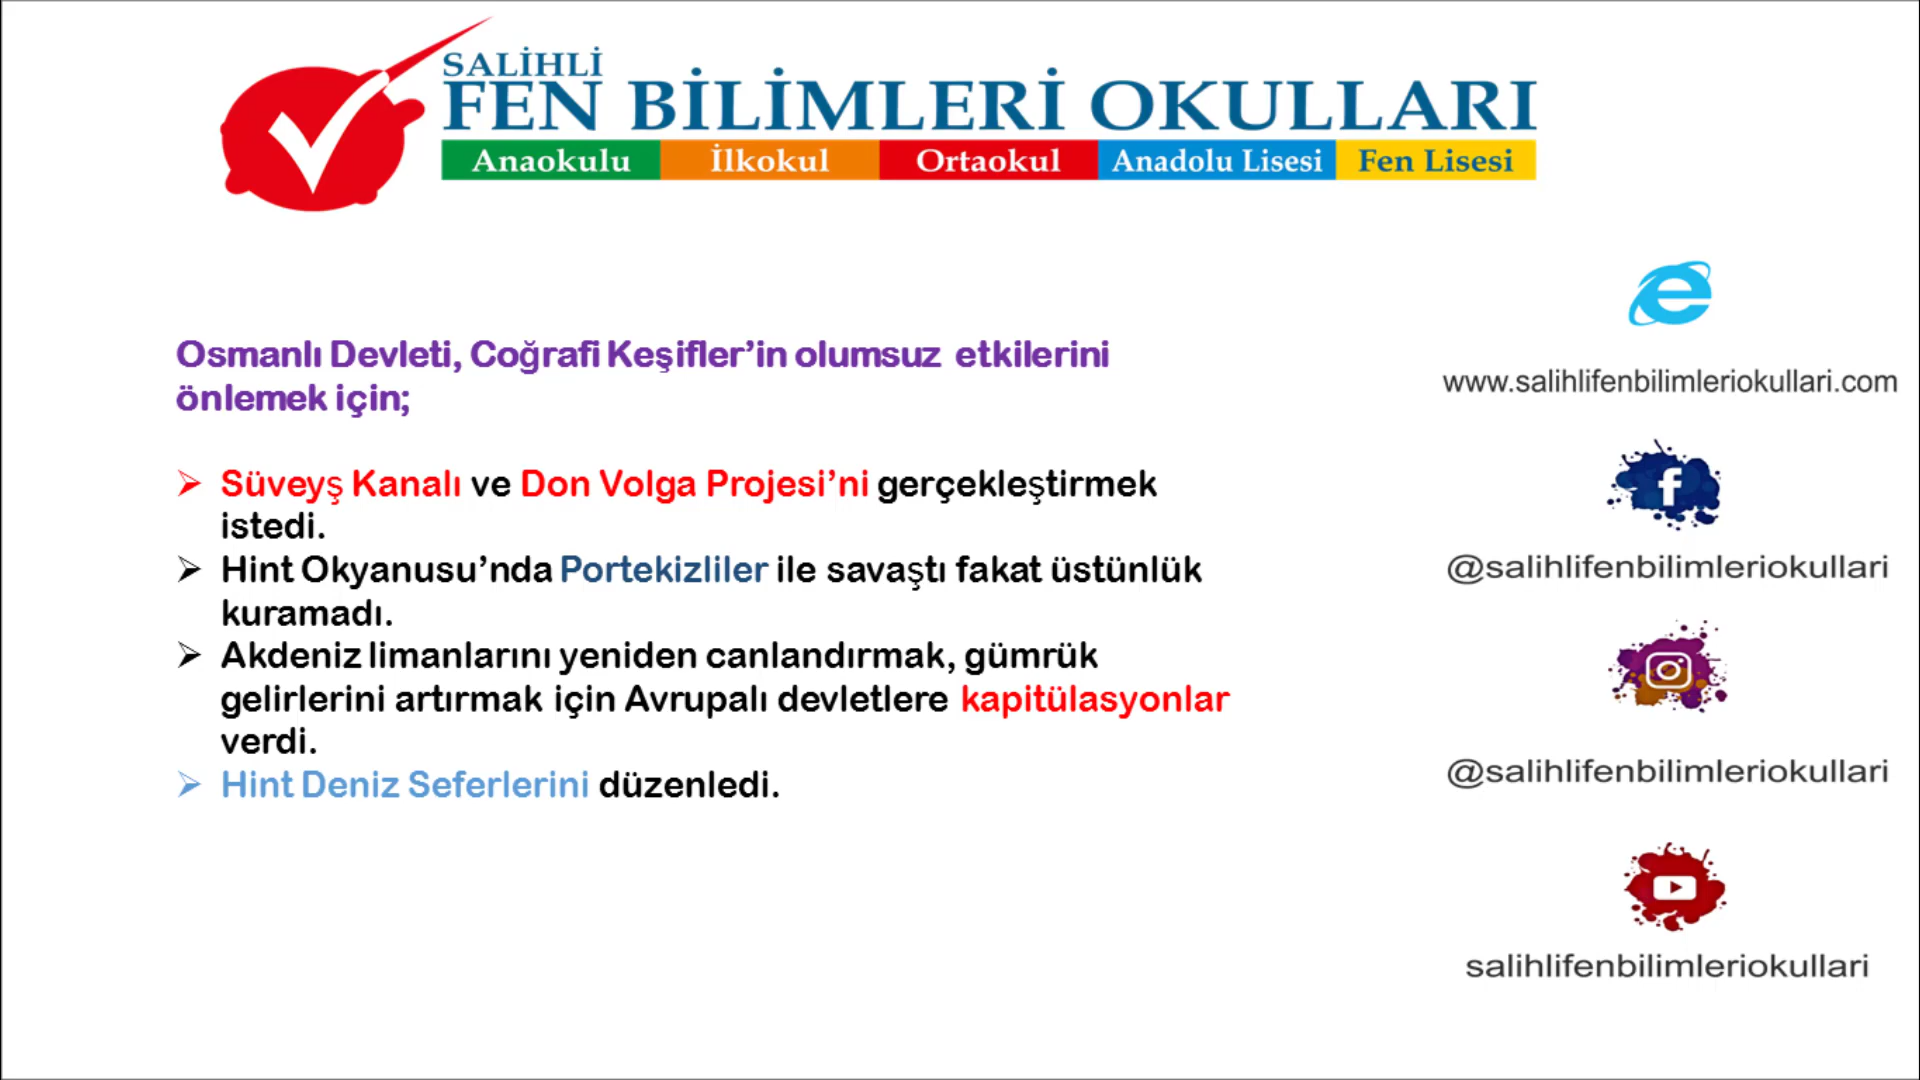 SALİHLİ
FEN BİLİMLERİ OKULLARI
Anaokulu İlkokul Ortaokul Anadolu Lisesi Fen Lisesi
Osmanlı Devleti, Coğrafi Keşifler’in olumsuz etkilerini
önlemek için;
➢ Süveyş Kanalı ve Don Volga Projesi’ni gerçekleştirmek
istedi.
➢ Hint Okyanusu’nda Portekizliler ile savaştı fakat üstünlük
kuramadı.
➢ Akdeniz limanlarını yeniden canlandırmak, gümrük
gelirlerini artırmak için Avrupalı devletlere kapitülasyonlar
verdi.
➢ Hint Deniz Seferlerini düzenledi.
www.salihlifenbilimleriokullari.com
@salihlifenbilimleriokullari
@salihlifenbilimleriokullari
salihlifenbilimleriokullari